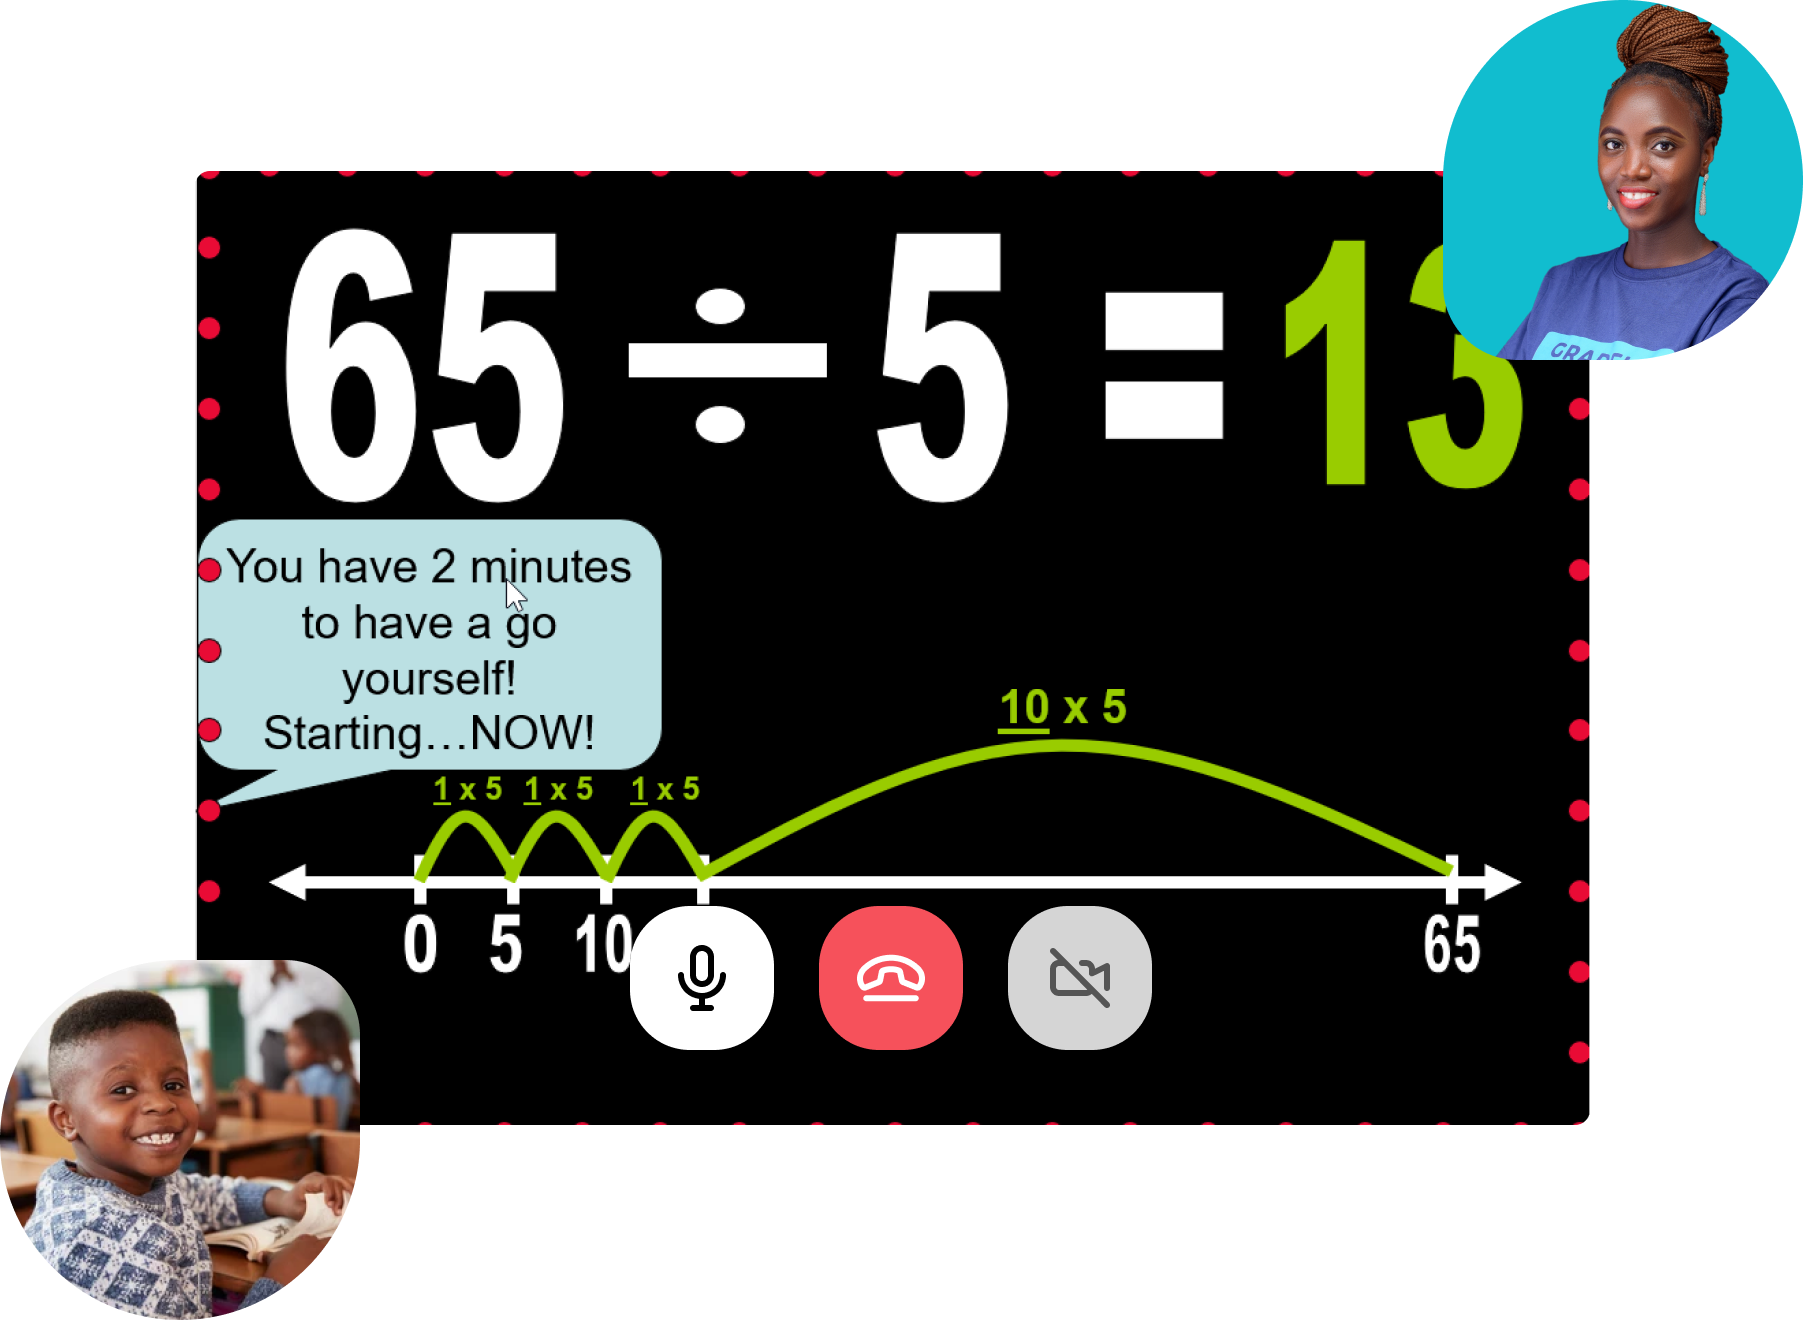 65 ÷ 5 = 13
You have 2 minutes
to have a go
yourself!
Starting...NOW!
10 x 5
1 x 5 1 x 5 1 x 5
0 5 10 65